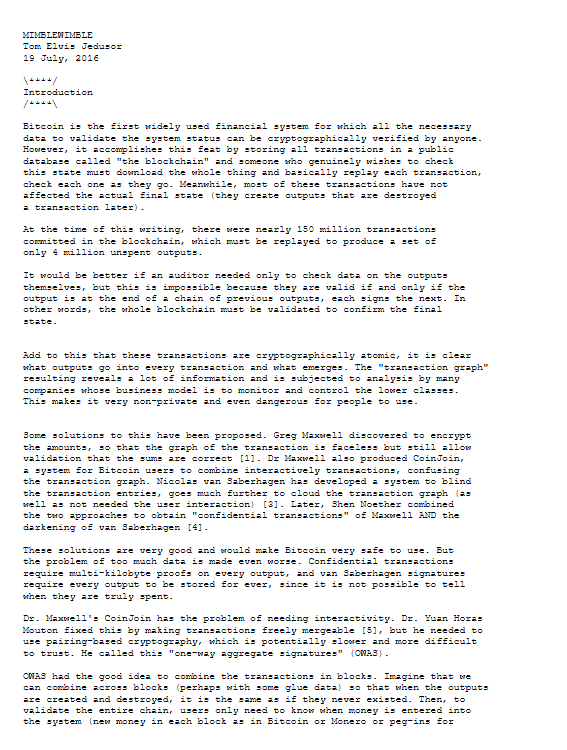 MIMBLEWIMBLE
Tom Elvis Jedusor
19 July, 2016

\****/
Introduction
/****\

Bitcoin is the first widely used financial system for which all the necessary
data to validate the system status can be cryptographically verified by anyone.
However, it accomplishes this feat by storing all transactions in a public
database called "the blockchain" and someone who genuinely wishes to check
this state must download the whole thing and basically replay each transaction,
check each one as they go. Meanwhile, most of these transactions have not
affected the actual final state (they create outputs that are destroyed
a transaction later).

At the time of this writing, there were nearly 150 million transactions
committed in the blockchain, which must be replayed to produce a set of
only 4 million unspent outputs.

It would be better if an auditor needed only to check data on the outputs
themselves, but this is impossible because they are valid if and only if the
output is at the end of a chain of previous outputs, each signs the next. In
other words, the whole blockchain must be validated to confirm the final
state.

Add to this that these transactions are cryptographically atomic, it is clear
what outputs go into every transaction and what emerges. The "transaction graph"
resulting reveals a lot of information and is subjected to analysis by many
companies whose business model is to monitor and control the lower classes.
This makes it very non-private and even dangerous for people to use.

Some solutions to this have been proposed. Greg Maxwell discovered to encrypt
the amounts, so that the graph of the transaction is faceless but still allow
validation that the sums are correct [1]. Dr Maxwell also produced CoinJoin,
a system for Bitcoin users to combine interactively transactions, confusing
the transaction graph. Nicolas van Saberhagen has developed a system to blind
the transaction entries, goes much further to cloud the transaction graph (as
well as not needed the user interaction) [3]. Later, Shen Noether combined
the two approaches to obtain "confidential transactions" of Maxwell AND the
darkening of van Saberhagen [4].

These solutions are very good and would make Bitcoin very safe to use. But
the problem of too much data is made even worse. Confidential transactions
require multi-kilobyte proofs on every output, and van Saberhagen signatures
require every output to be stored for ever, since it is not possible to tell
when they are truly spent.

Dr. Maxwell's CoinJoin has the problem of needing interactivity. Dr. Yuan Horas
Mouton fixed this by making transactions freely mergeable [5], but he needed to
use pairing-based cryptography, which is potentially slower and more difficult
to trust. He called this "one-way aggregate signatures" (OWAS).

OWAS had the good idea to combine the transactions in blocks. Imagine that we
can combine across blocks (perhaps with some glue data) so that when the outputs
are created and destroyed, it is the same as if they never existed. Then, to
validate the entire chain, users only need to know when money is entered into
the system (new money in each block as in Bitcoin or Monero or peg-ins for